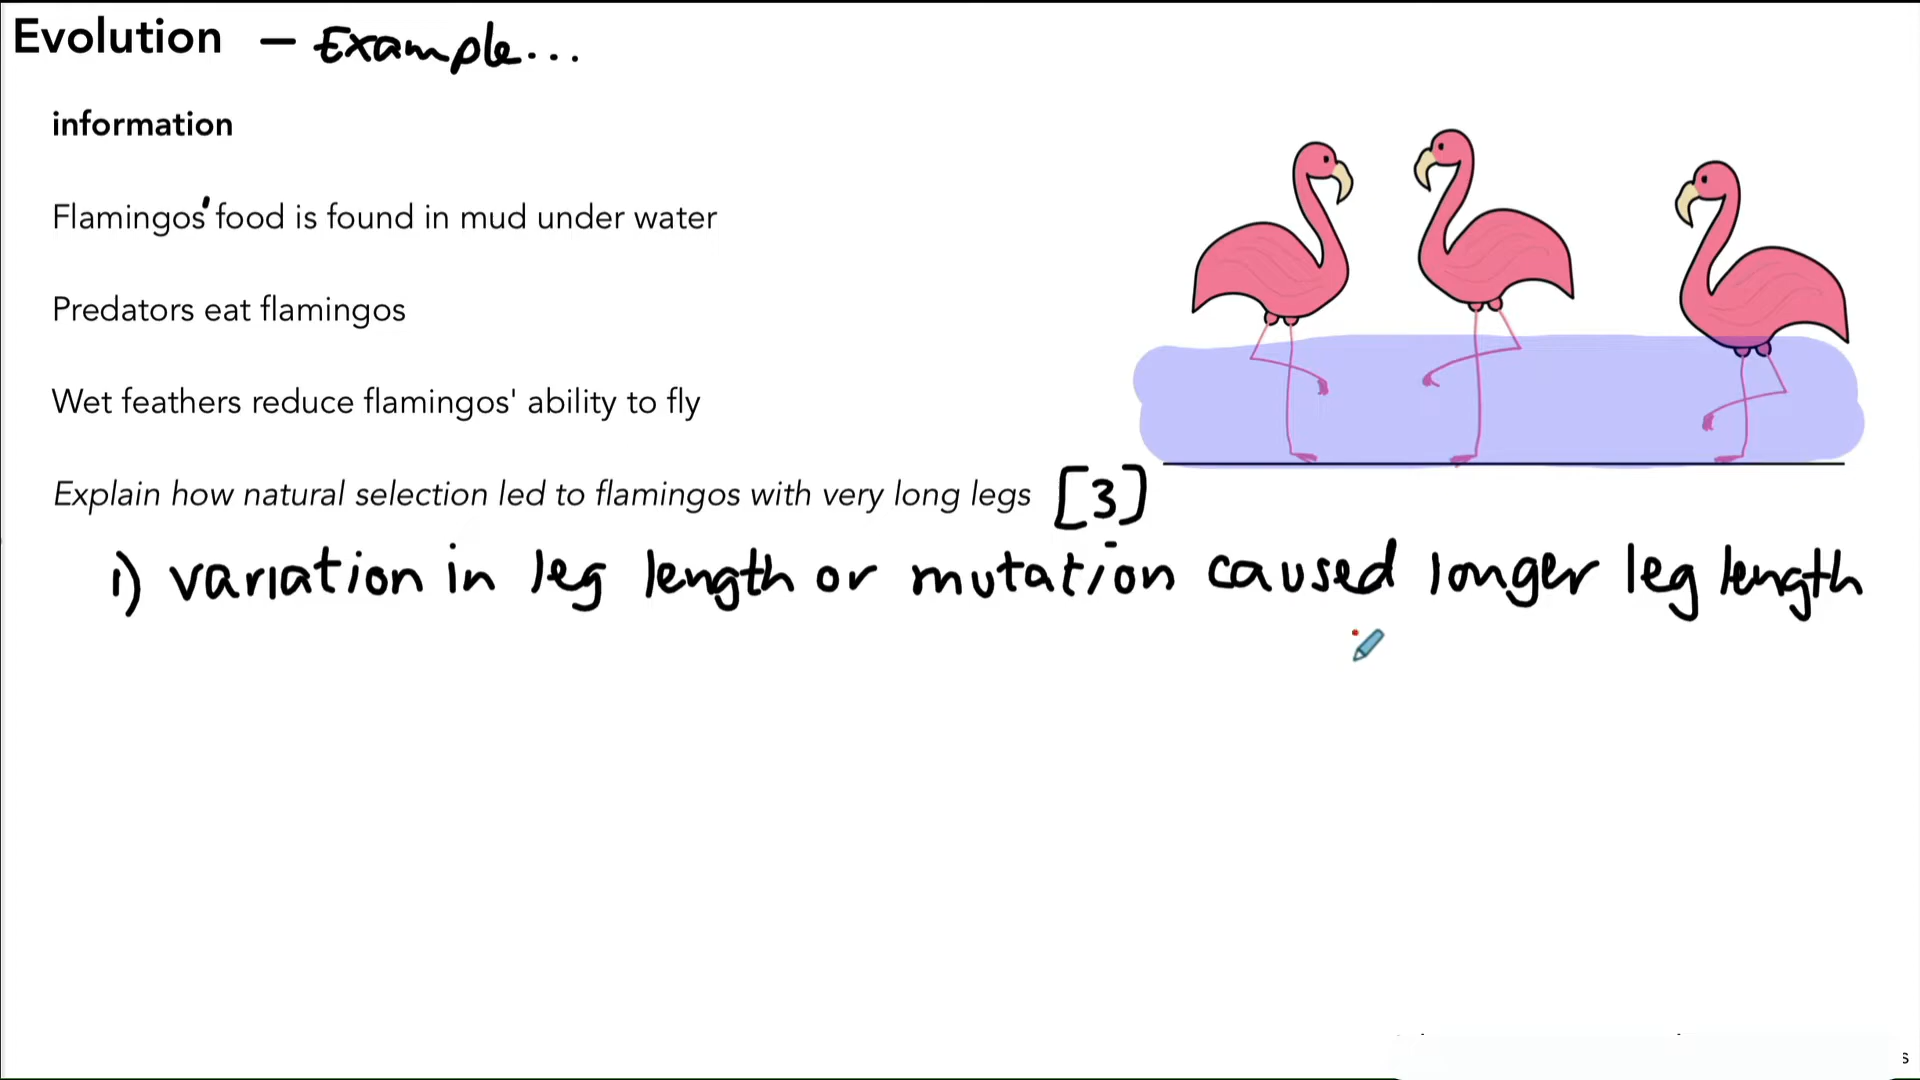 Evolution – Example...
information
Flamingos' food is found in mud under water
Predators eat flamingos
Wet feathers reduce flamingos' ability to fly
Explain how natural selection led to flamingos with very long legs [3]
1) variation in leg length or mutation caused longer leg length
s